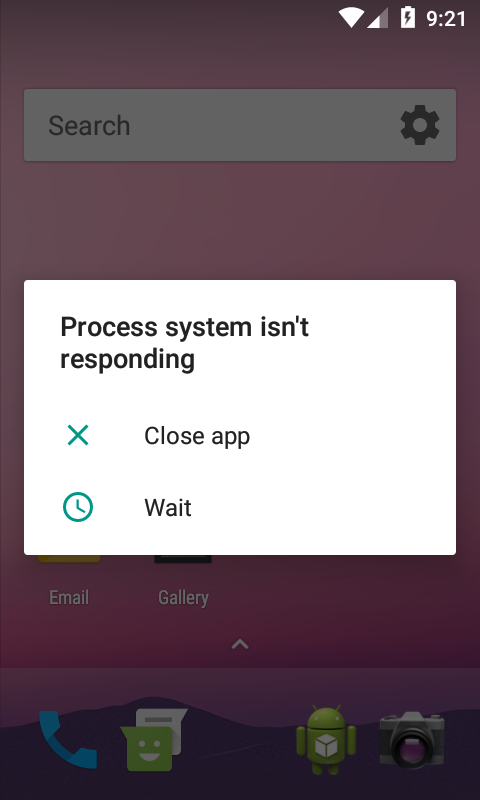 9:21
Search
Process system isn't
responding
Close app
Wait
Email
Gallery